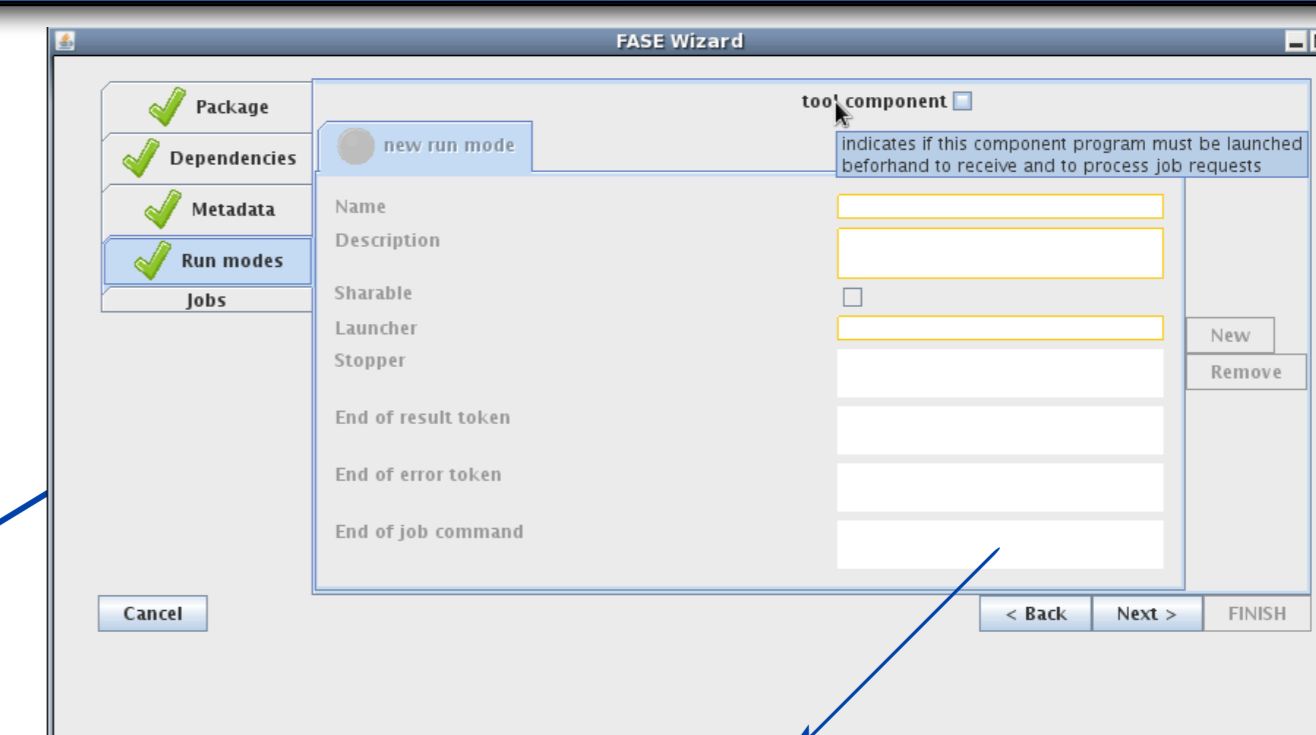 FASE Wizard
Package
Dependencies
Metadata
Run modes
Jobs
tool component
indicates if this component program must be launched
beforhand to receive and to process job requests
new run mode
Name
Description
Sharable
Launcher
Stopper
End of result token
End of error token
End of job command
New
Remove
Cancel
< Back
Next >
FINISH